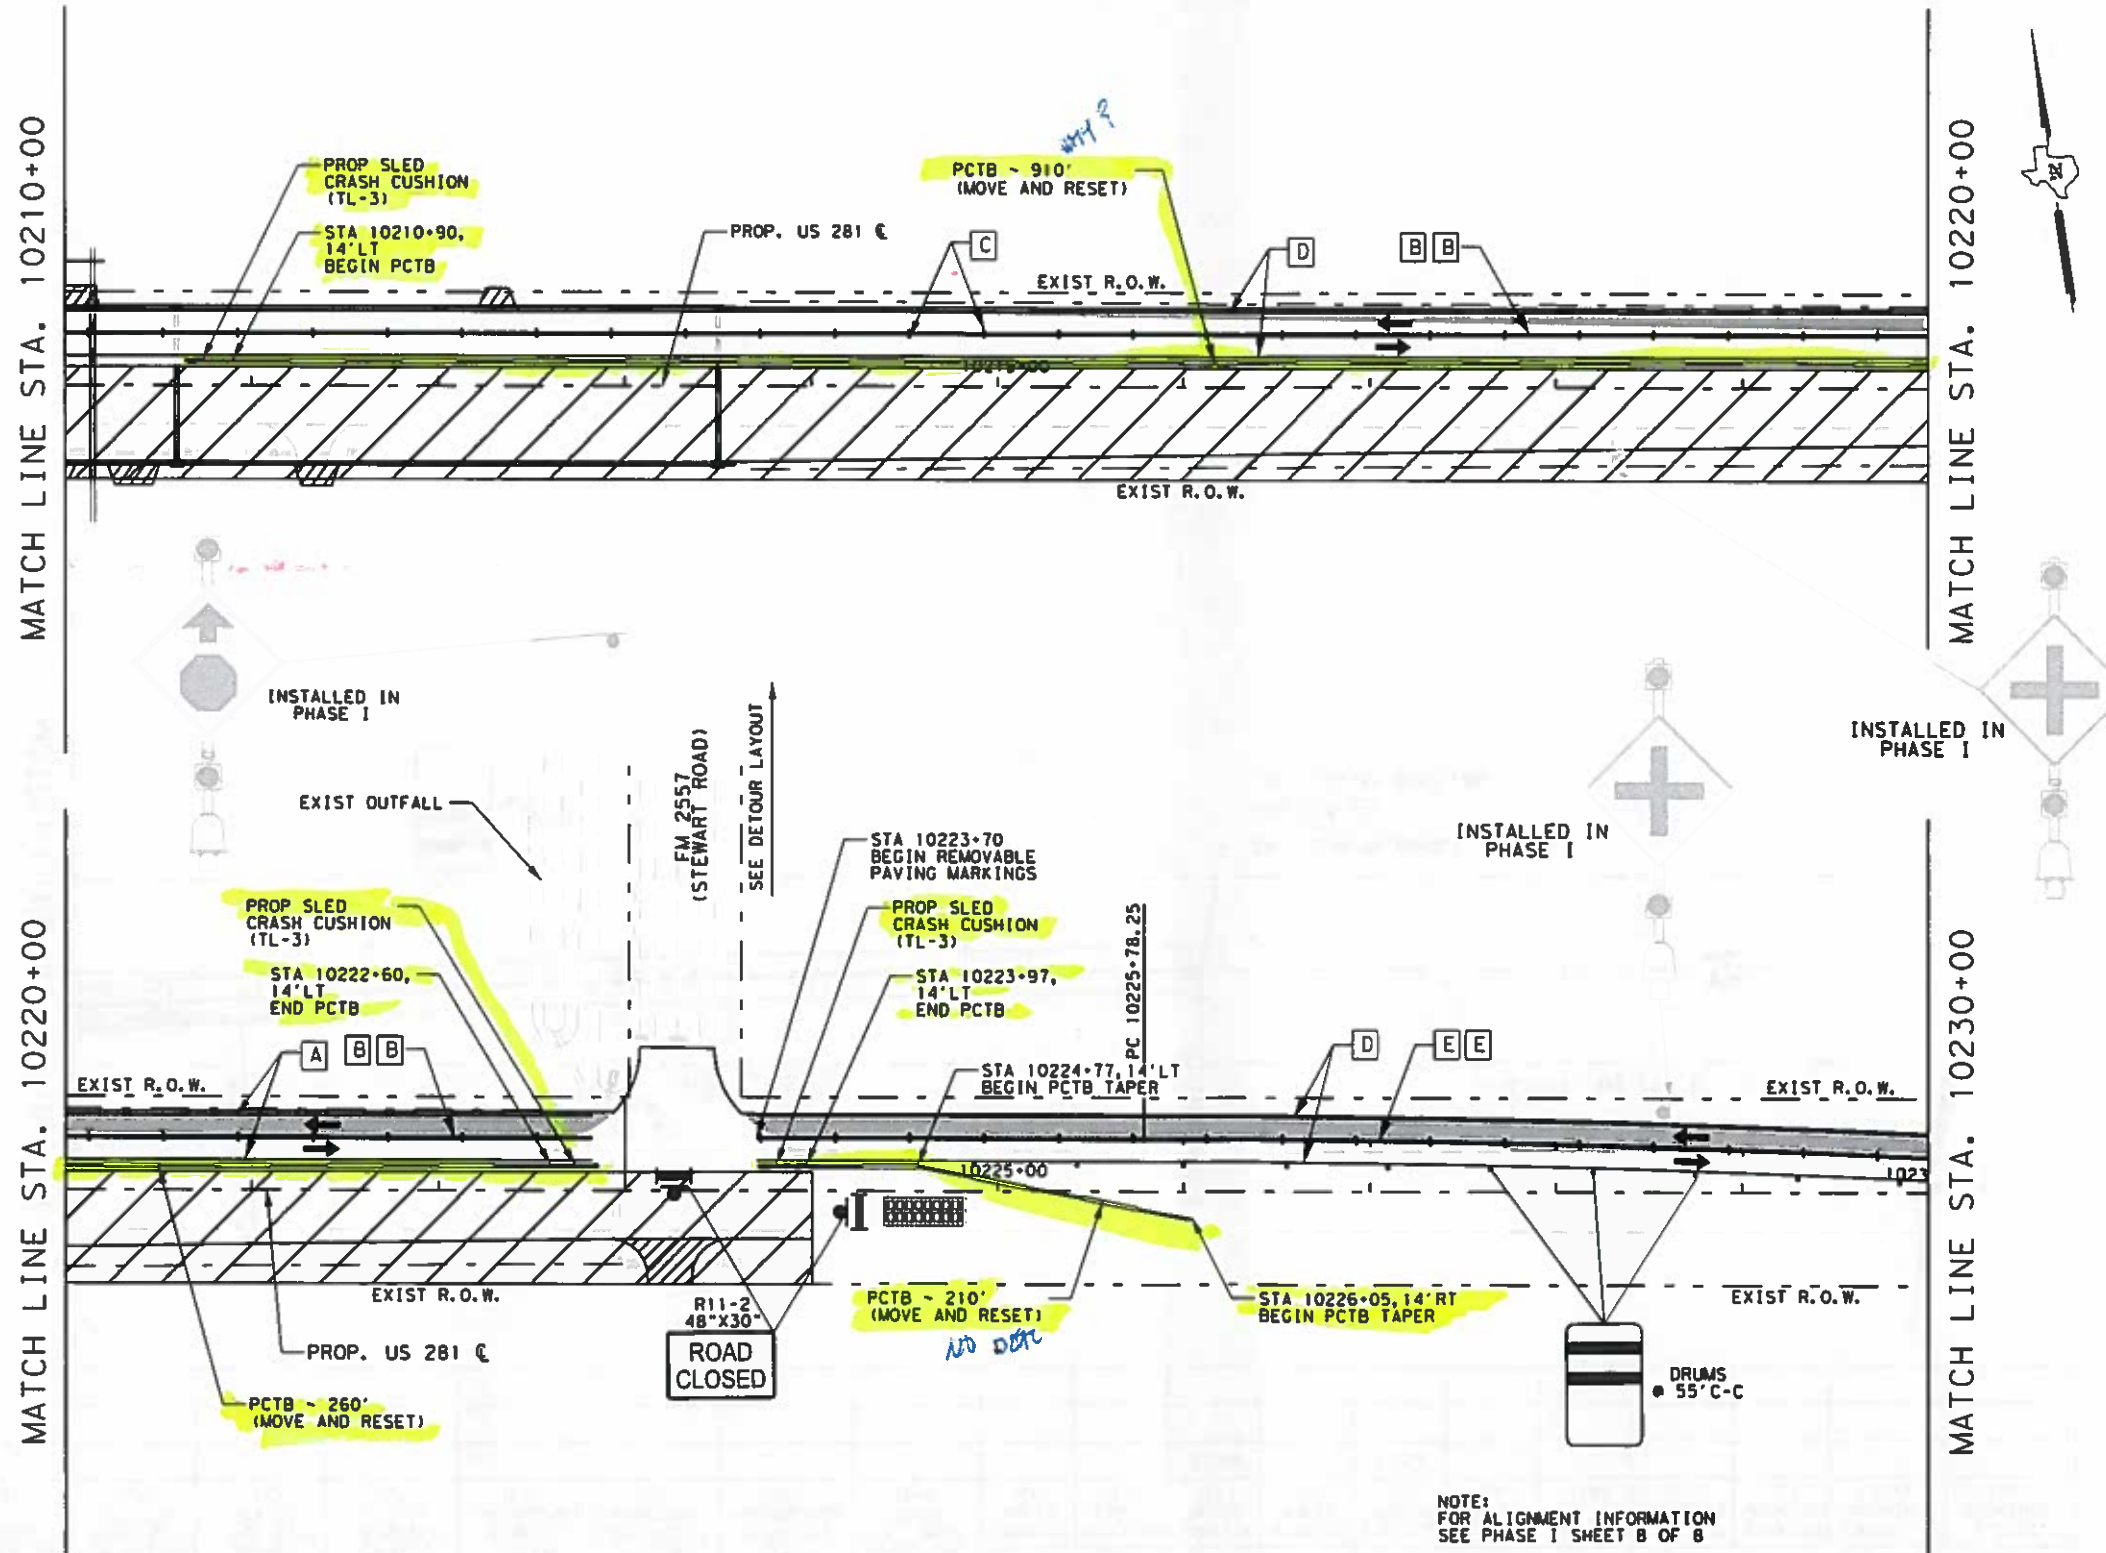 MATCH LINE STA. 10210+00
WHY?
PROP SLED
CRASH CUSHION
(TL-3)
STA 10210+90,
14'LT
BEGIN PCTB
PROP. US 281 ℄
PCTB ~ 910'
(MOVE AND RESET)
C
D
B B
EXIST R.O.W.
10215+00
EXIST R.O.W.
MATCH LINE STA. 10220+00
INSTALLED IN
PHASE I
INSTALLED IN
PHASE I
INSTALLED IN
PHASE I
MATCH LINE STA. 10220+00
EXIST OUTFALL
FM 2557
(STEWART ROAD)
SEE DETOUR LAYOUT
STA 10223+70
BEGIN REMOVABLE
PAVING MARKINGS
PROP SLED
CRASH CUSHION
(TL-3)
STA 10222+60,
14'LT
END PCTB
PROP SLED
CRASH CUSHION
(TL-3)
STA 10223+97,
14'LT
END PCTB
PC 10225+78.25
A
B B
D
E E
STA 10224+77, 14'LT
BEGIN PCTB TAPER
EXIST R.O.W.
EXIST R.O.W.
10225+00
1023
EXIST R.O.W.
R11-2
48"X30"
ROAD
CLOSED
PCTB ~ 210'
(MOVE AND RESET)
STA 10226+05, 14'RT
BEGIN PCTB TAPER
EXIST R.O.W.
PROP. US 281 ℄
PCTB ~ 260'
(MOVE AND RESET)
DRUMS
@ 55'C-C
NOTE:
FOR ALIGNMENT INFORMATION
SEE PHASE I SHEET 8 OF 8
MATCH LINE STA. 10230+00